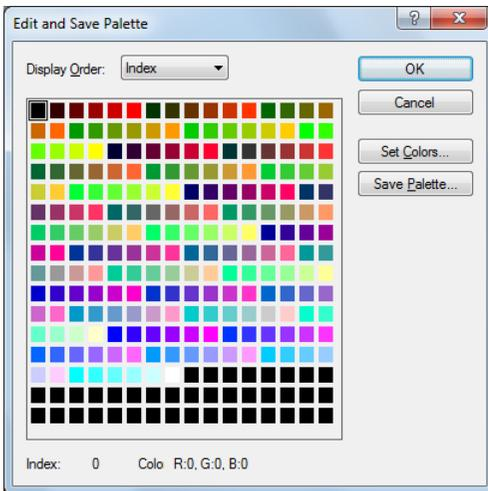 Edit and Save Palette
Display Order: Index
OK
Cancel
Set Colors...
Save Palette...
Index: 0 Colo R:0, G:0, B:0